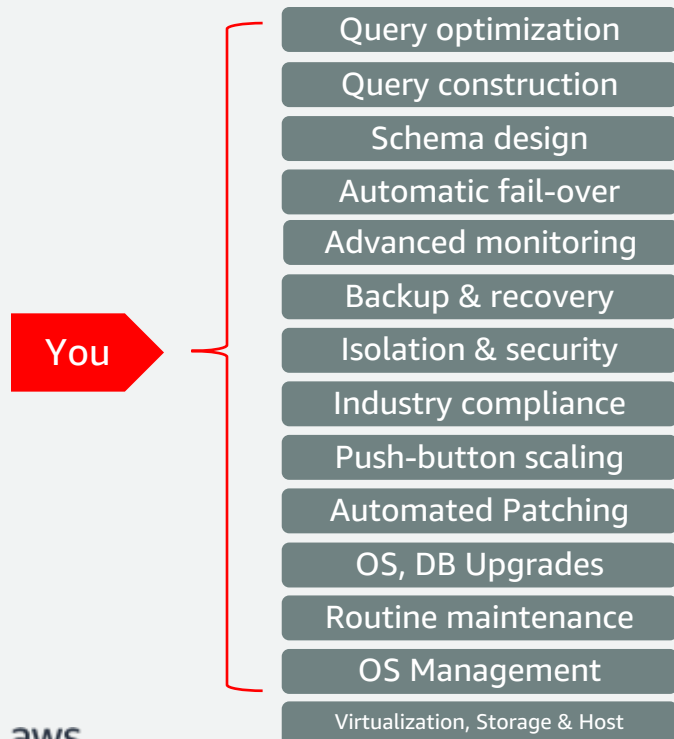 Query optimization
Query construction
Schema design
Automatic fail-over
Advanced monitoring
Backup & recovery
You
Isolation & security
Industry compliance
Push-button scaling
Automated Patching
OS, DB Upgrades
Routine maintenance
OS Management
Virtualization, Storage & Host
aws